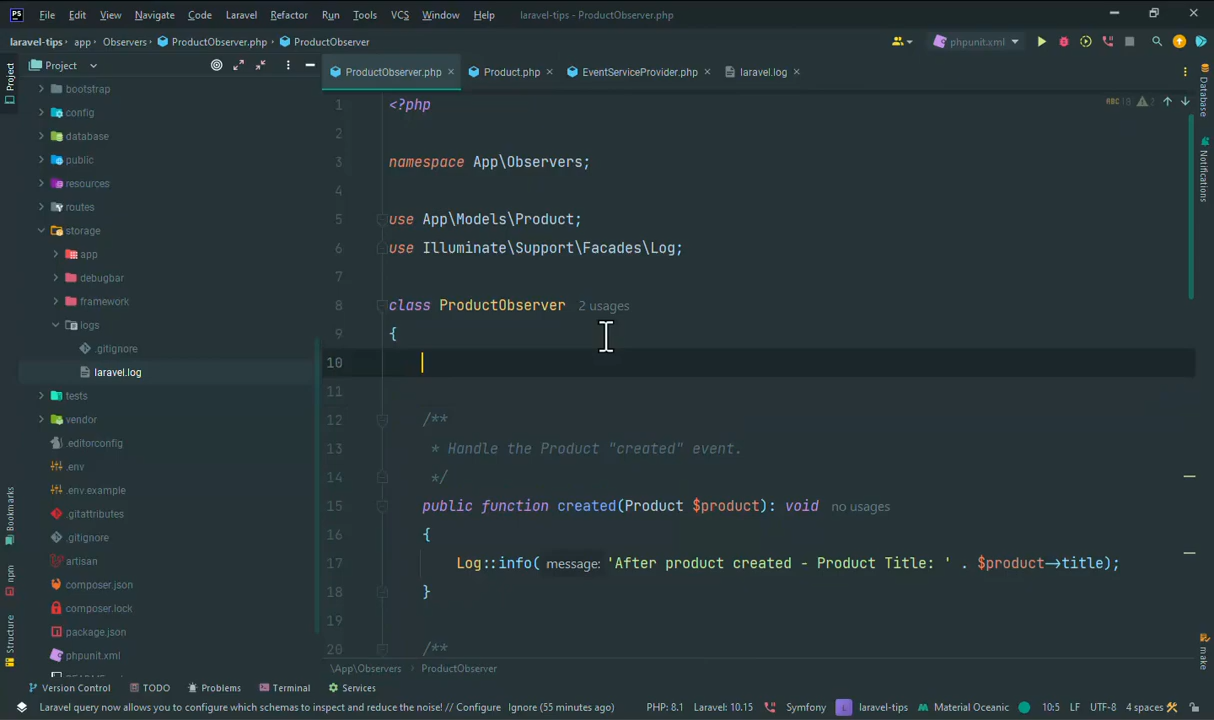 PS File Edit View Navigate Code Laravel Refactor Run Tools VCS Window Help laravel-tips - ProductObserver.php
laravel-tips app Observers ProductObserver.php ProductObserver phpunit.xml
Project
Project
ProductObserver.php Product.php EventServiceProvider.php laravel.log
Database
Notifications
make
bootstrap
config
database
public
resources
routes
storage
app
debugbar
framework
logs
.gitignore
laravel.log
tests
vendor
.editorconfig
.env
.env.example
.gitattributes
.gitignore
artisan
composer.json
composer.lock
package.json
phpunit.xml
Bookmarks
npm
Structure
1 <?php
2
3 namespace App\Observers;
4
5 use App\Models\Product;
6 use Illuminate\Support\Facades\Log;
7
8 class ProductObserver 2 usages
9 {
10
11
12 /**
13 * Handle the Product "created" event.
14 */
15 public function created(Product $product): void no usages
16 {
17 Log::info( message: 'After product created - Product Title: ' . $product->title);
18 }
19
20 /**
\App\Observers ProductObserver
Version Control TODO Problems Terminal Services
Laravel query now allows you to configure which schemas to inspect and reduce the noise! // Configure Ignore (55 minutes ago) PHP: 8.1 Laravel: 10.15 Symfony L laravel-tips Material Oceanic 10:5 LF UTF-8 4 spaces